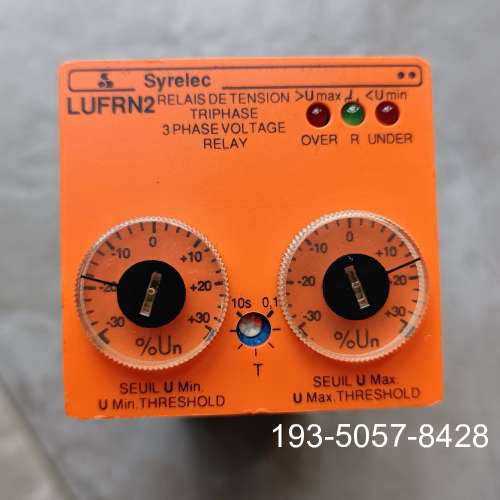 Syrelec
LUFRN2
RELAIS DE TENSION
TRIPHASE
3 PHASE VOLTAGE
RELAY
>U max
<U min
OVER R UNDER
-30 -20 -10 0 +10 +20 +30
%Un
10s 0.1
T
-30 -20 -10 0 +10 +20 +30
%Un
SEUIL U Min.
U Min. THRESHOLD
SEUIL U Max.
U Max. THRESHOLD
193-5057-8428